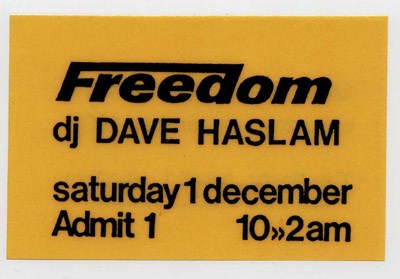 Freedom
dj DAVE HASLAM
saturday 1 december
Admit 1 10»2am